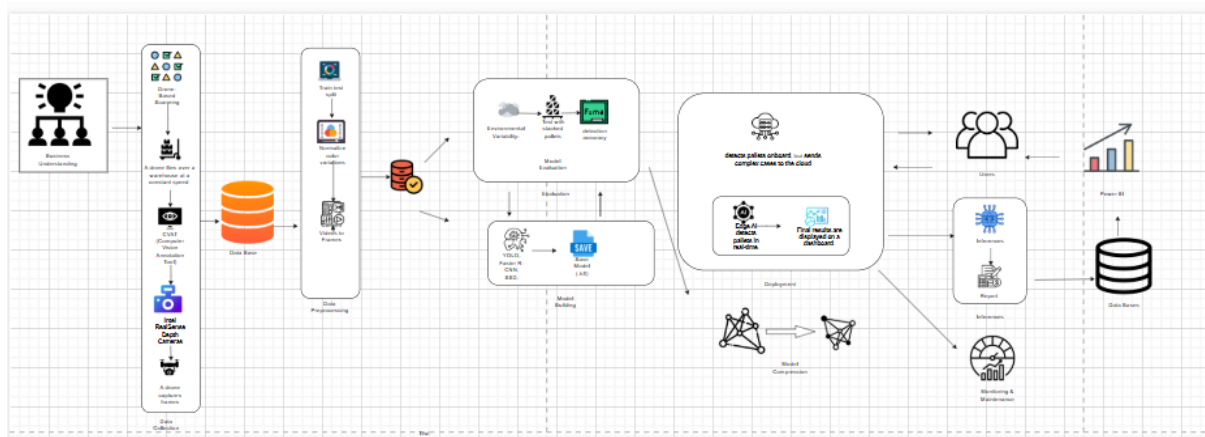 Business
Understanding
Drone-
Based
Scanning
A drone flies over a
warehouse at a
constant speed
CVAT
(Computer
Vision
Annotation
Tool)
Intel
RealSense
Depth
Cameras
A drone
captures
frames
Data
Collection
Data Base
Train test
split
Normalize
color
variations
Videos to
Frames
Data
Preprocessing
Environmental
Variability:
Test with
stacked
pallets
detection
accuracy
Model
Evaluation
Evaluation
YOLO,
Faster R-
CNN,
SSD.
SAVE
Save
Model
(.h5)
Model
Building
detects pallets onboard and sends
complex cases to the cloud
AI
Edge AI
detects
pallets in
real-time.
Final results are
displayed on a
dashboard.
Deployment
Model
Compression
Users
Inferences
Report
Inferences
Monitoring &
Maintenance
Power BI
Data Bases